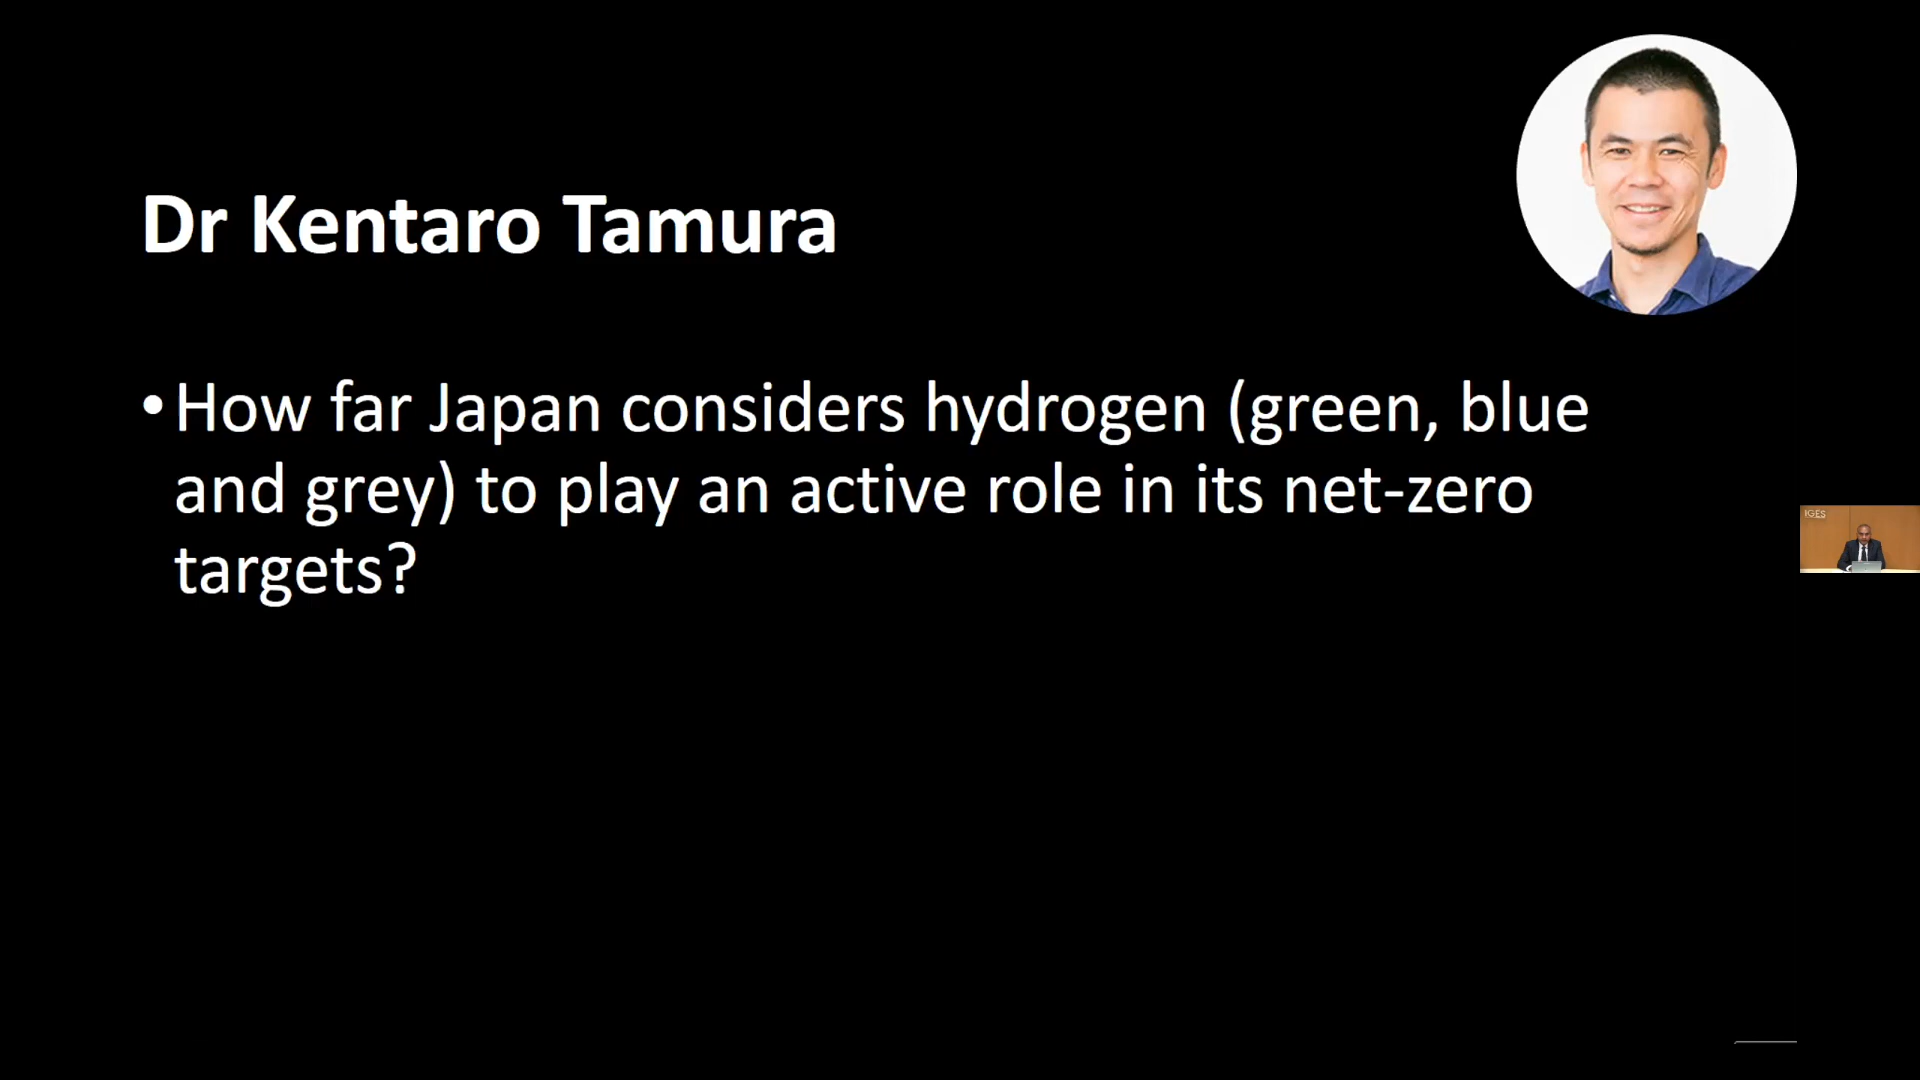 Dr Kentaro Tamura
•How far Japan considers hydrogen (green, blue
and grey) to play an active role in its net-zero
targets?
IGES